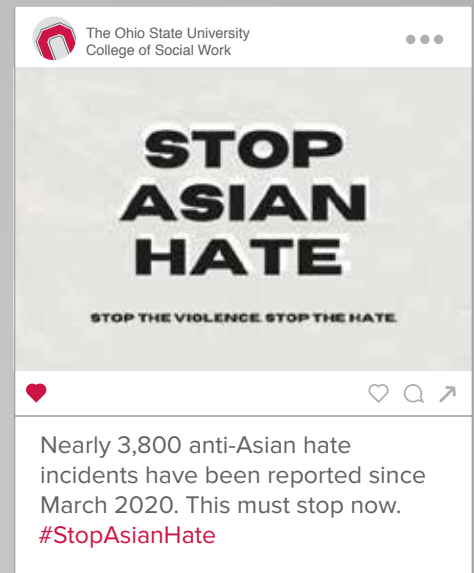 The Ohio State University
College of Social Work
STOP
ASIAN
HATE
STOP THE VIOLENCE. STOP THE HATE.
Nearly 3,800 anti-Asian hate
incidents have been reported since
March 2020. This must stop now.
#StopAsianHate